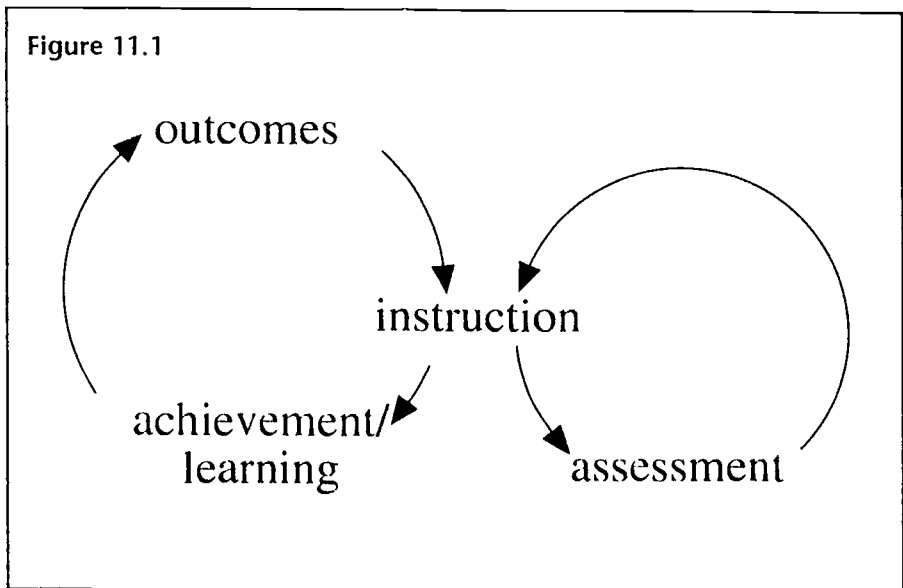 Figure 11.1
outcomes
instruction
achievement/
learning
assessment